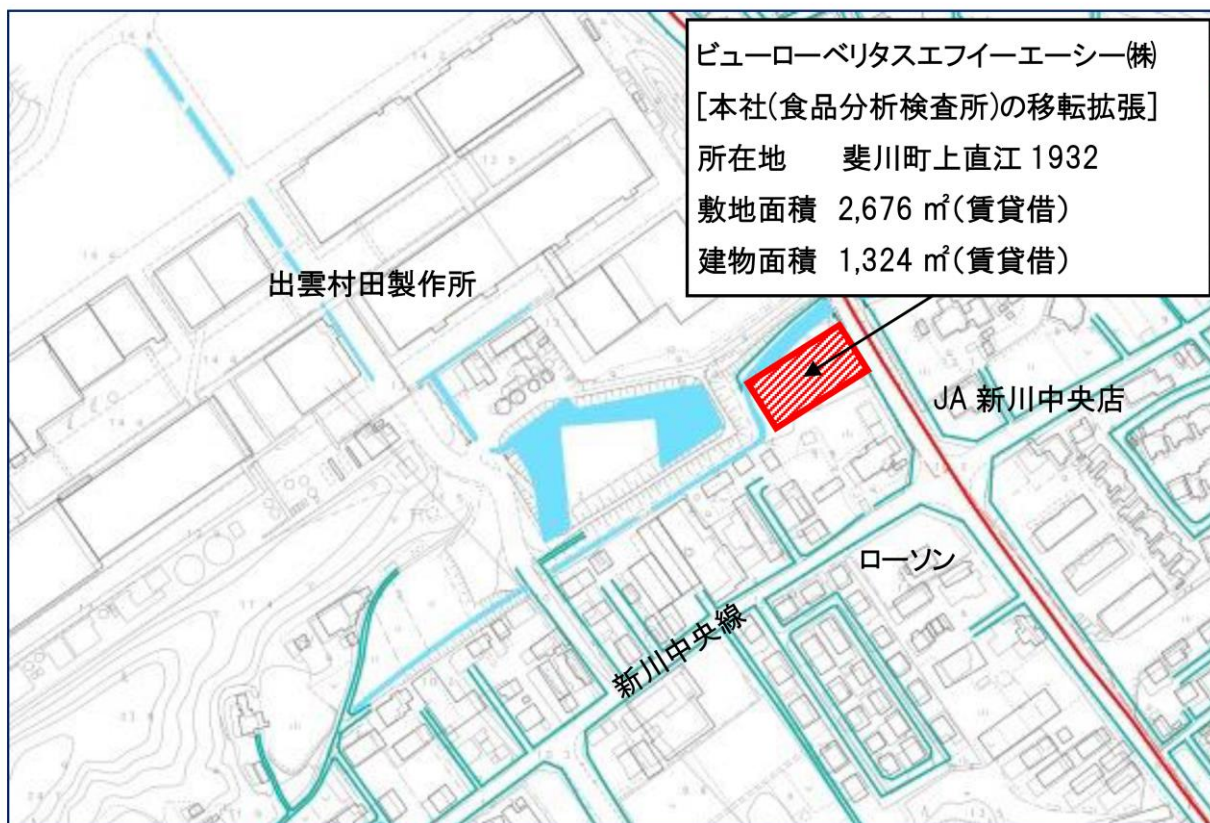 ビューローベリタスエフイーエーシー㈱
[本社(食品分析検査所)の移転拡張]
所在地　　斐川町上直江 1932
敷地面積　2,676 ㎡(賃貸借)
建物面積　1,324 ㎡(賃貸借)
出雲村田製作所
JA 新川中央店
ローソン
新川中央線